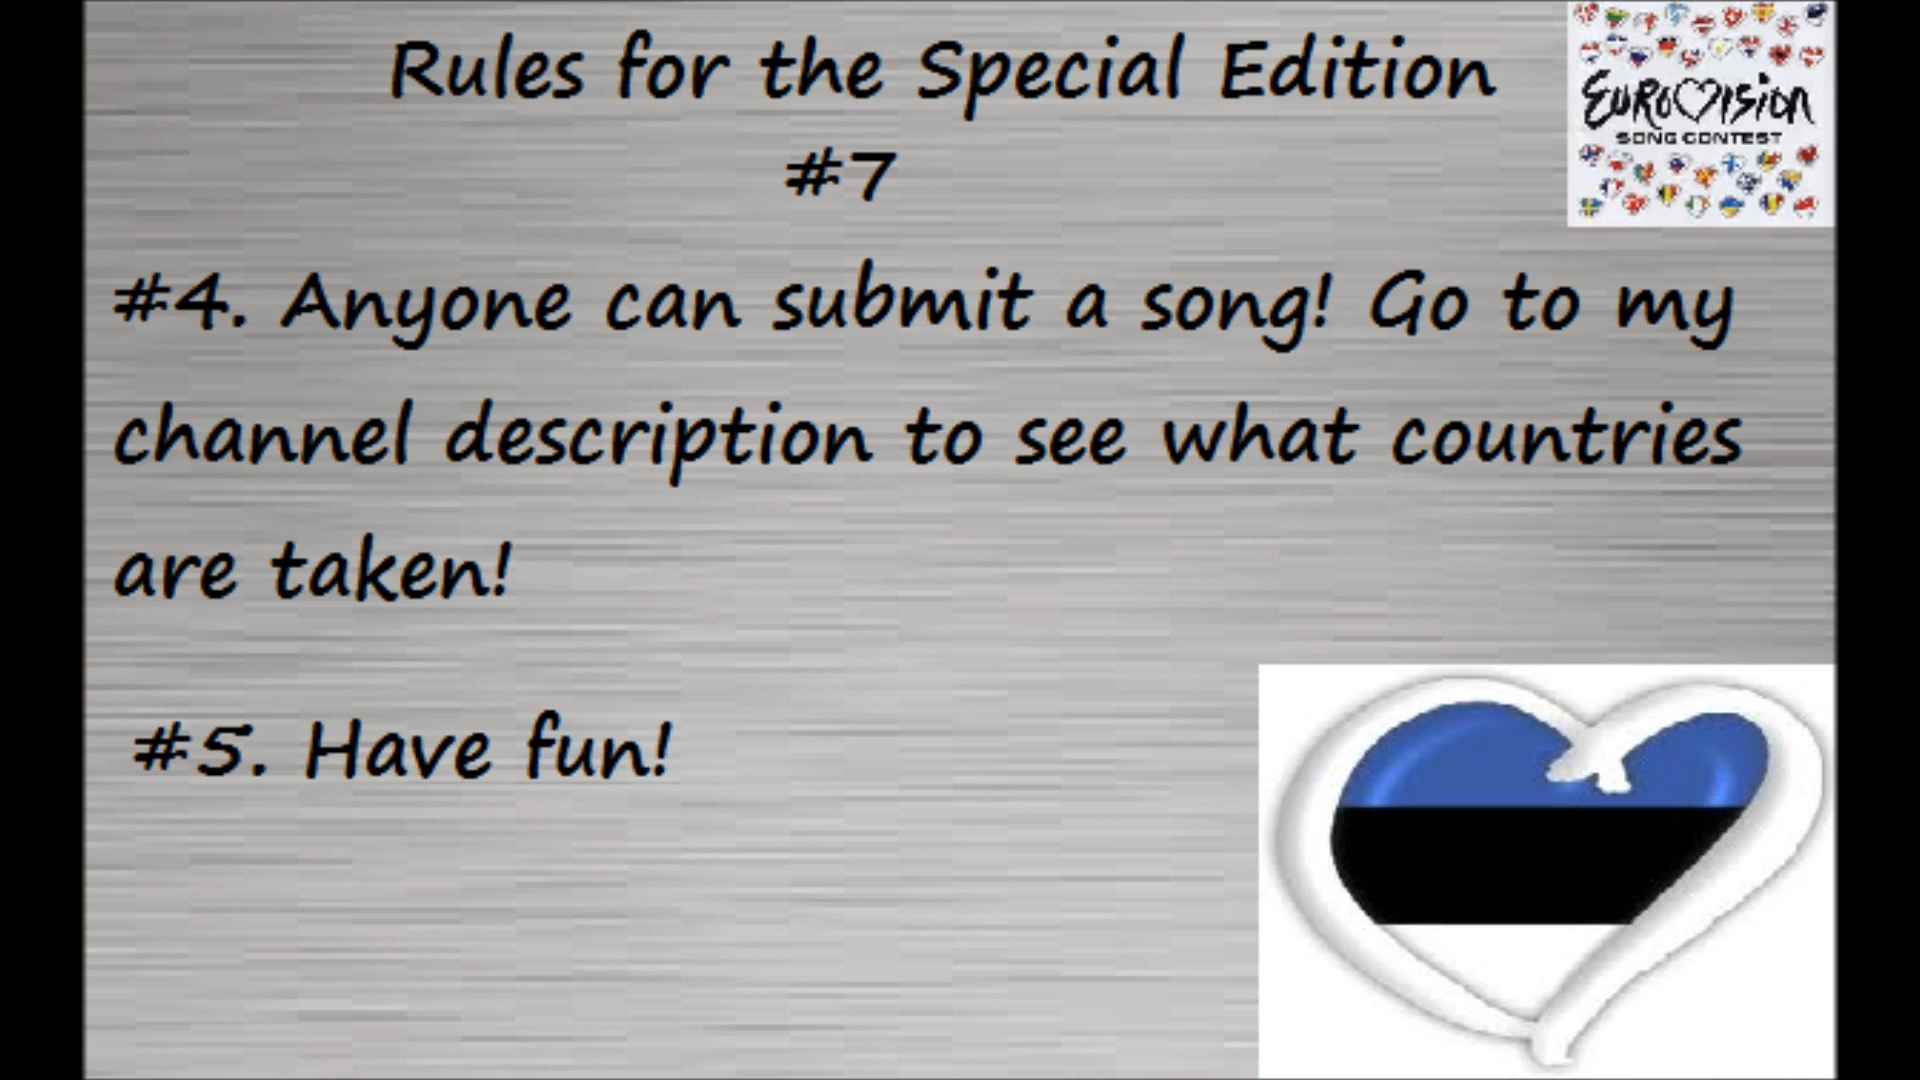 Rules for the Special Edition
#7
EUROVISION
SONG CONTEST
#4. Anyone can submit a song! Go to my
channel description to see what countries
are taken!
#5. Have fun!